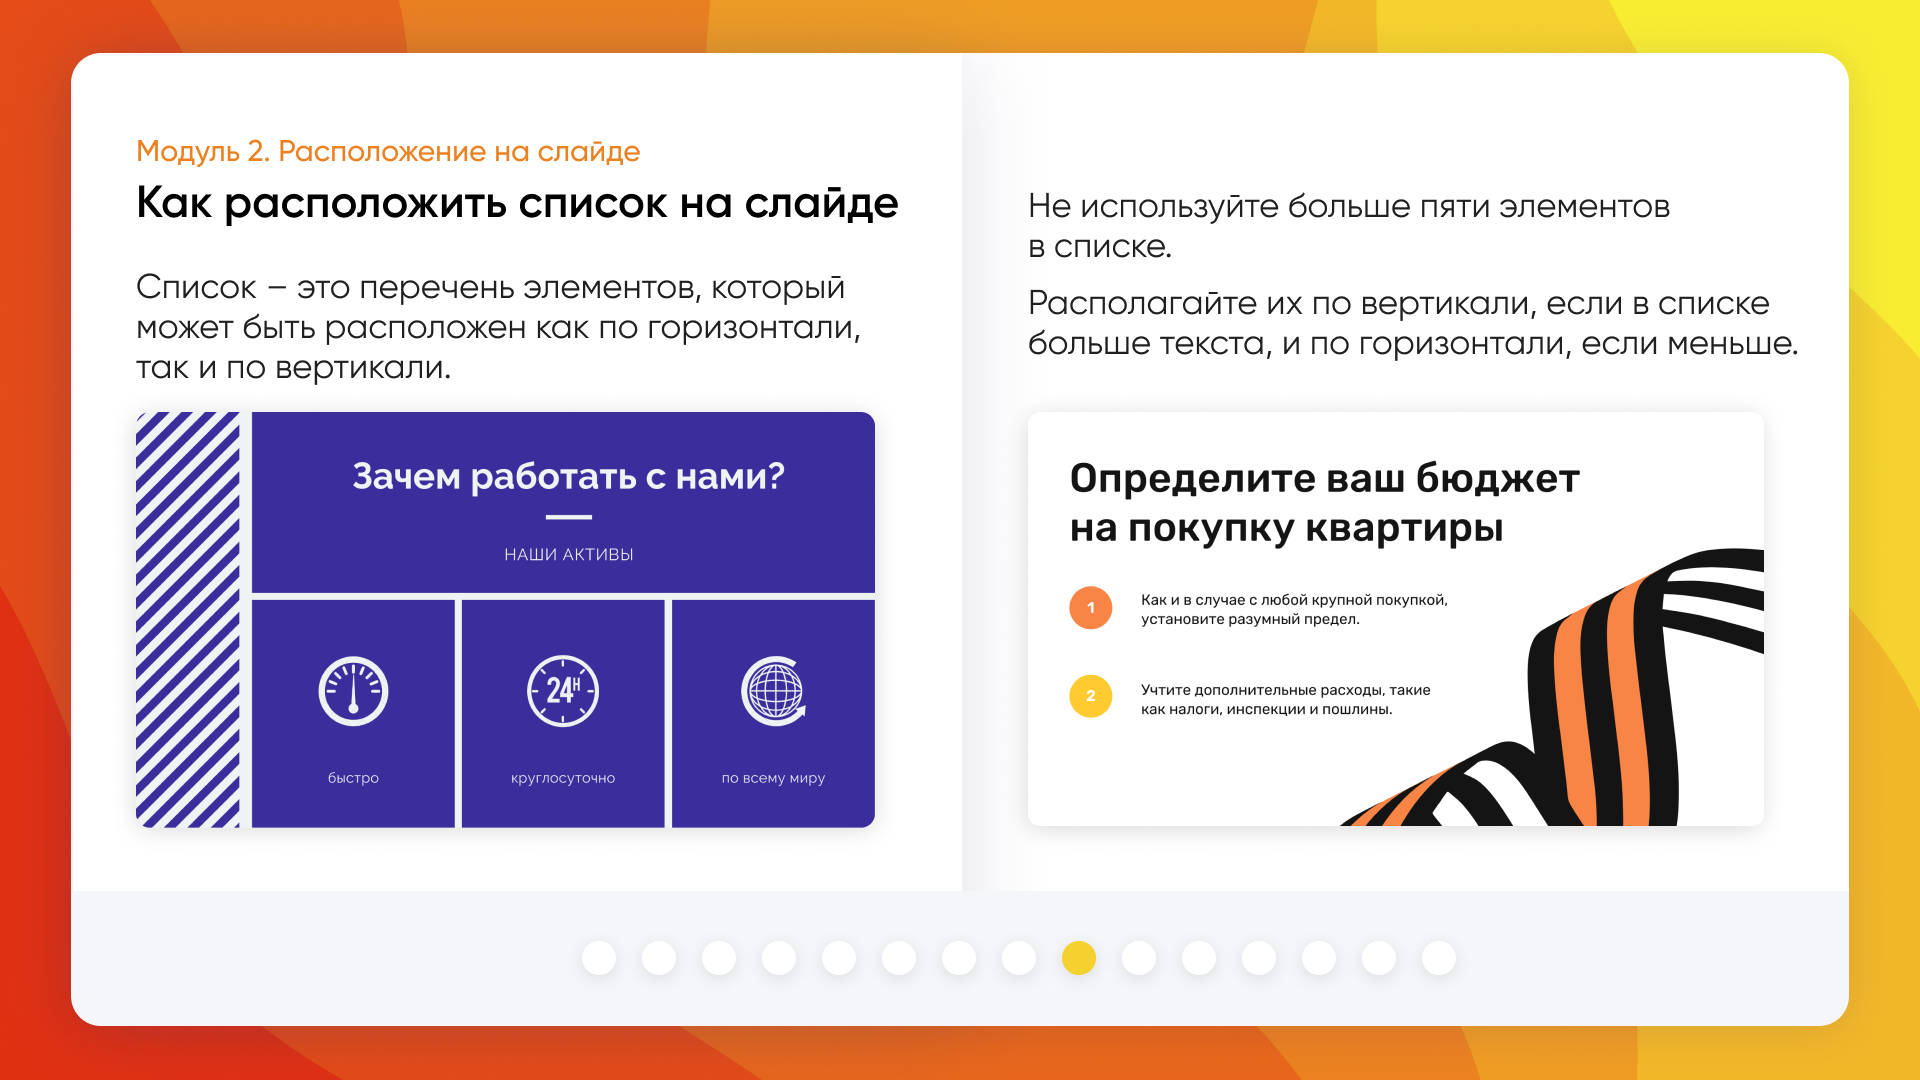 Модуль 2. Расположение на слайде
Как расположить список на слайде
Список – это перечень элементов, который
может быть расположен как по горизонтали,
так и по вертикали.
Зачем работать с нами?
НАШИ АКТИВЫ
24H
быстро
круглосуточно
по всему миру
Не используйте больше пяти элементов
в списке.
Располагайте их по вертикали, если в списке
больше текста, и по горизонтали, если меньше.
Определите ваш бюджет
на покупку квартиры
1
Как и в случае с любой крупной покупкой,
установите разумный предел.
2
Учтите дополнительные расходы, такие
как налоги, инспекции и пошлины.